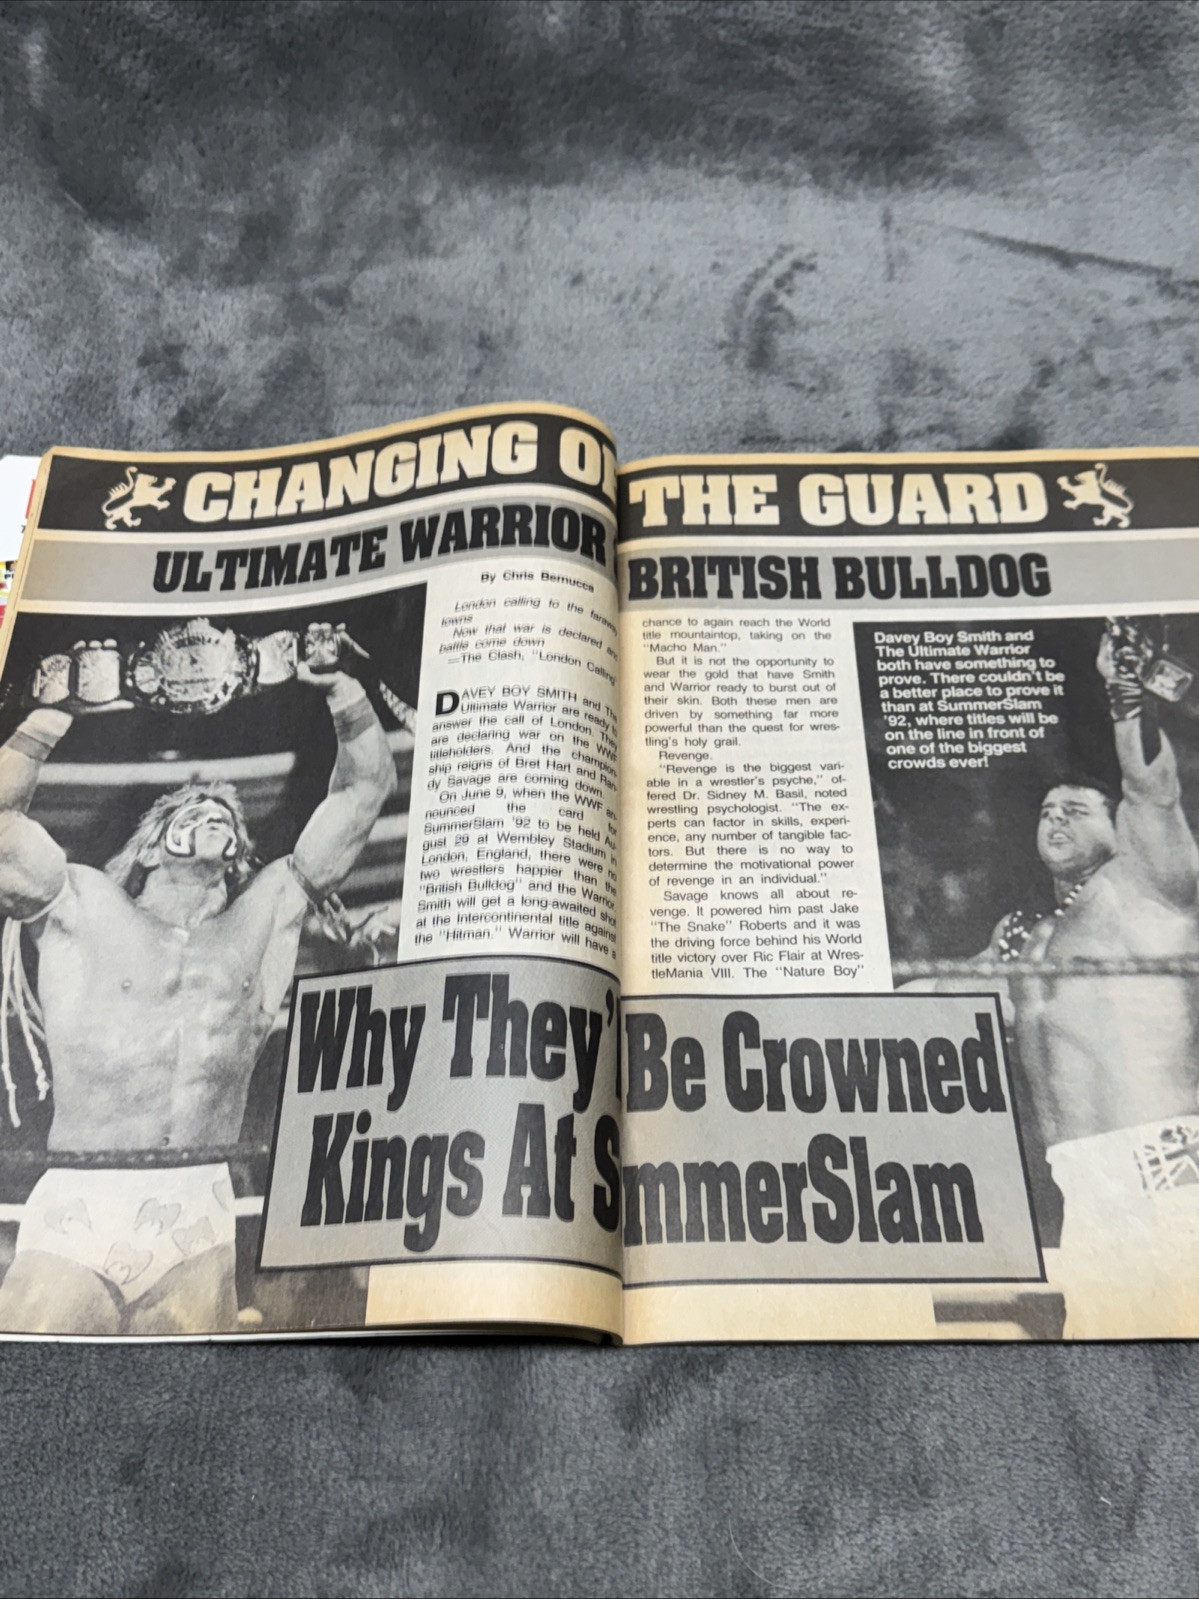 CHANGING OF THE GUARD
ULTIMATE WARRIOR BRITISH BULLDOG
By Chris Bernucca
London calling to the faraway
towns
Now that war is declared and
battle come down
—The Clash, "London Calling"
DAVEY BOY SMITH and The
Ultimate Warrior are ready to
answer the call of London. They
are declaring war on the WWF
titleholders. And the champion-
ship reigns of Bret Hart and Ran-
dy Savage are coming down.
On June 9, when the WWF an-
nounced the card for
SummerSlam '92 to be held Au-
gust 29 at Wembley Stadium in
London, England, there were no
two wrestlers happier than the
"British Bulldog" and the Warrior.
Smith will get a long-awaited shot
at the Intercontinental title against
the "Hitman." Warrior will have a
chance to again reach the World
title mountaintop, taking on the
"Macho Man."
But it is not the opportunity to
wear the gold that have Smith
and Warrior ready to burst out of
their skin. Both these men are
driven by something far more
powerful than the quest for wres-
tling's holy grail.
Revenge.
"Revenge is the biggest vari-
able in a wrestler's psyche," of-
fered Dr. Sidney M. Basil, noted
wrestling psychologist. "The ex-
perts can factor in skills, experi-
ence, any number of tangible fac-
tors. But there is no way to
determine the motivational power
of revenge in an individual."
Savage knows all about re-
venge. It powered him past Jake
"The Snake" Roberts and it was
the driving force behind his World
title victory over Ric Flair at Wres-
tleMania VIII. The "Nature Boy"
Davey Boy Smith and
The Ultimate Warrior
both have something to
prove. There couldn't be
a better place to prove it
than at SummerSlam
'92, where titles will be
on the line in front of
one of the biggest
crowds ever!
Why They' Be Crowned
Kings At S mmerSlam